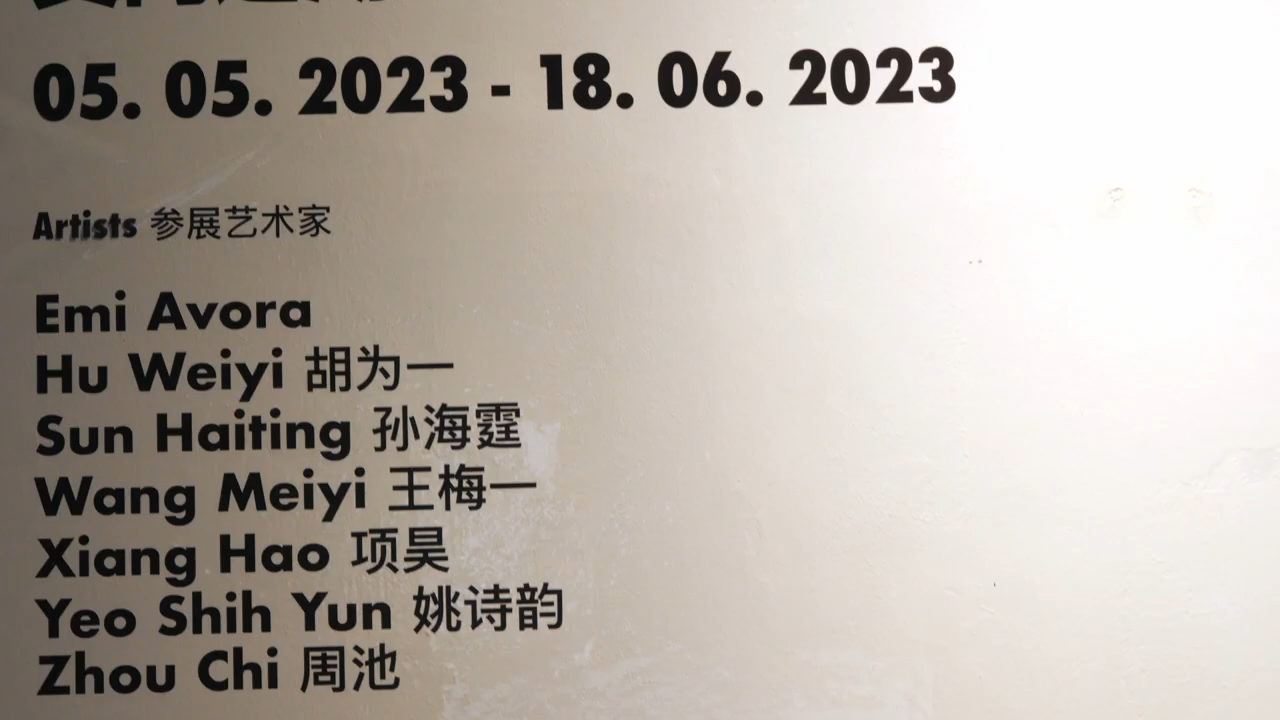 05. 05. 2023 - 18. 06. 2023
Artists 参展艺术家
Emi Avora
Hu Weiyi 胡为一
Sun Haiting 孙海霆
Wang Meiyi 王梅一
Xiang Hao 项昊
Yeo Shih Yun 姚诗韵
Zhou Chi 周池